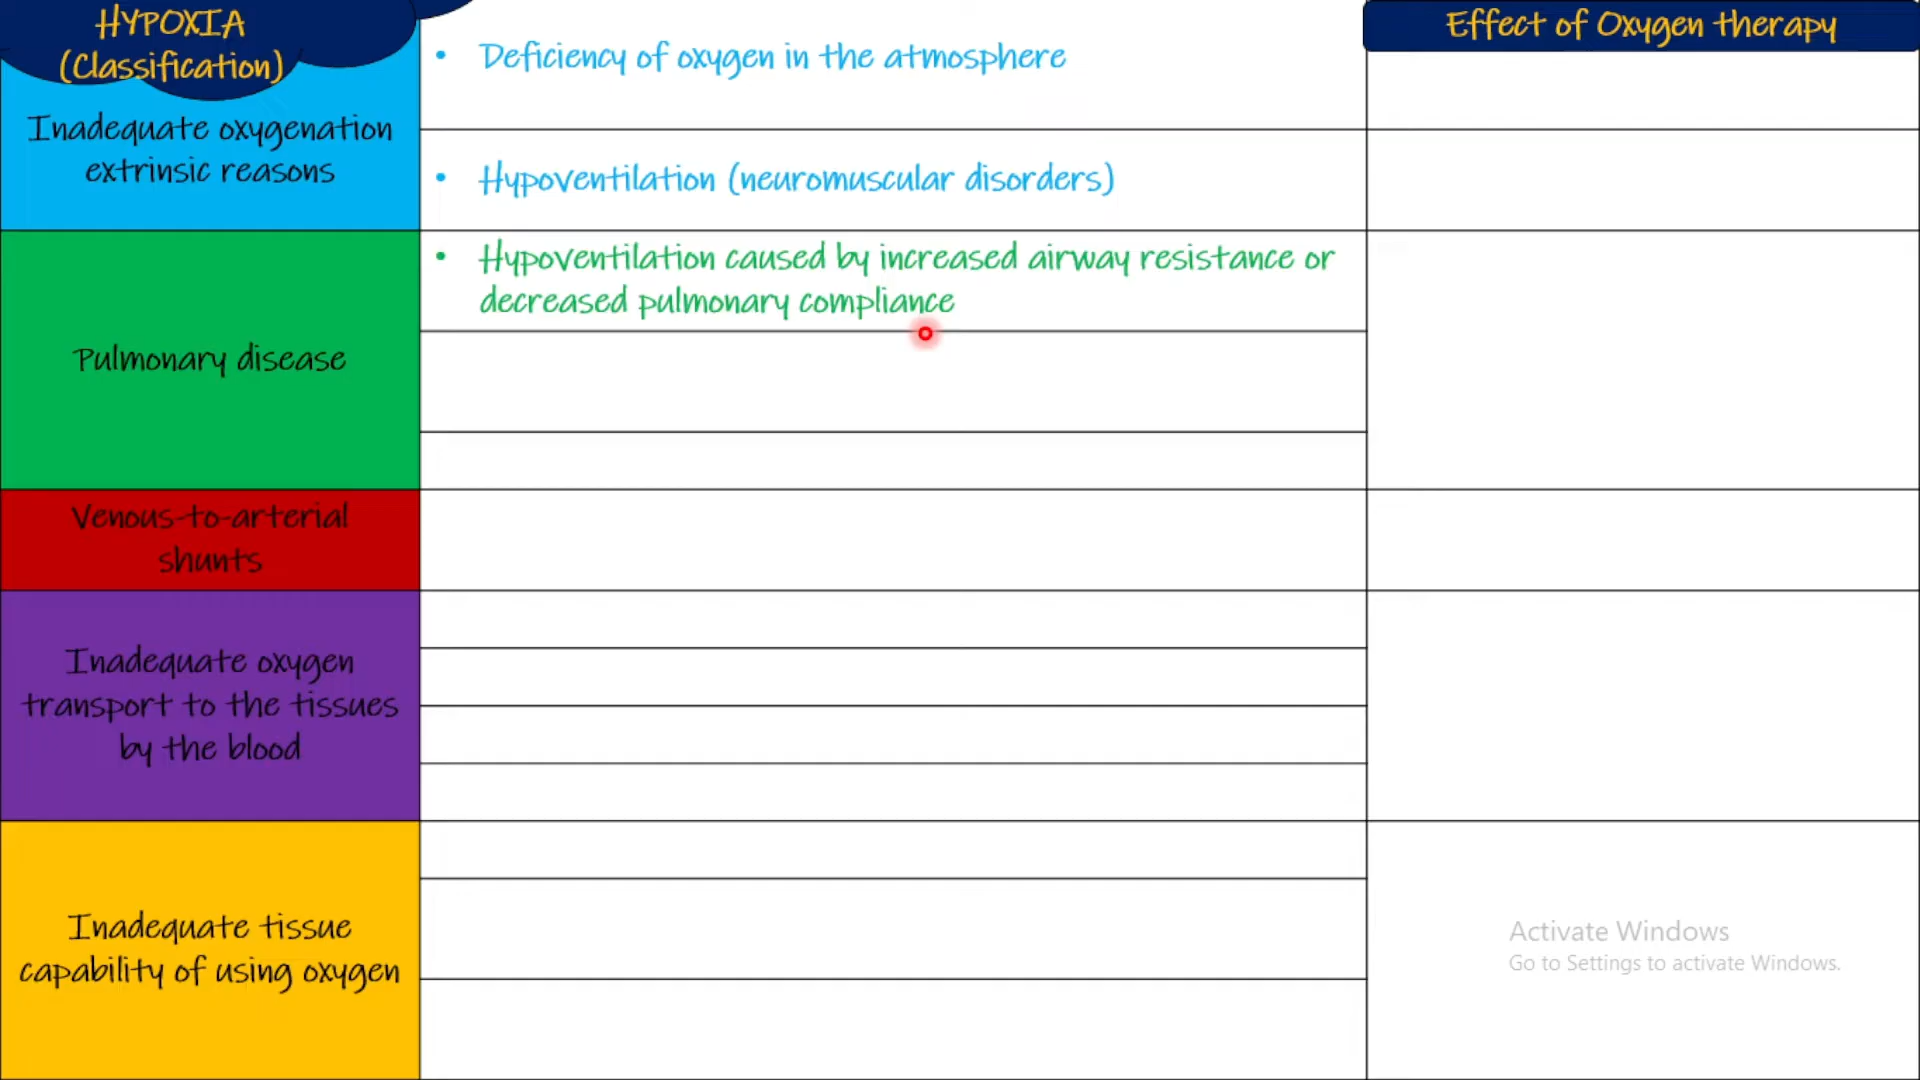 HYPOXIA
(Classification)
Effect of Oxygen therapy
• Deficiency of oxygen in the atmosphere
Inadequate oxygenation
extrinsic reasons
• Hypoventilation (neuromuscular disorders)
• Hypoventilation caused by increased airway resistance or
decreased pulmonary compliance
Pulmonary disease
Venous-to-arterial
shunts
Inadequate oxygen
transport to the tissues
by the blood
Inadequate tissue
capability of using oxygen
Activate Windows
Go to Settings to activate Windows.